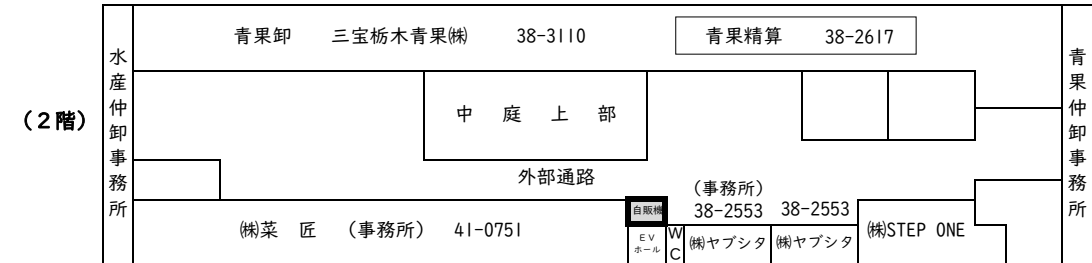 青果卸 三宝栃木青果㈱ 38-3110
青果精算 38-2617
水産仲卸事務所
青果仲卸事務所
(2階)
中庭上部
外部通路
(事務所)
自販機
38-2553 38-2553
㈱菜 匠 (事務所) 41-0751
EV
ホール
WC
㈱ヤブシタ ㈱ヤブシタ
㈱STEP ONE